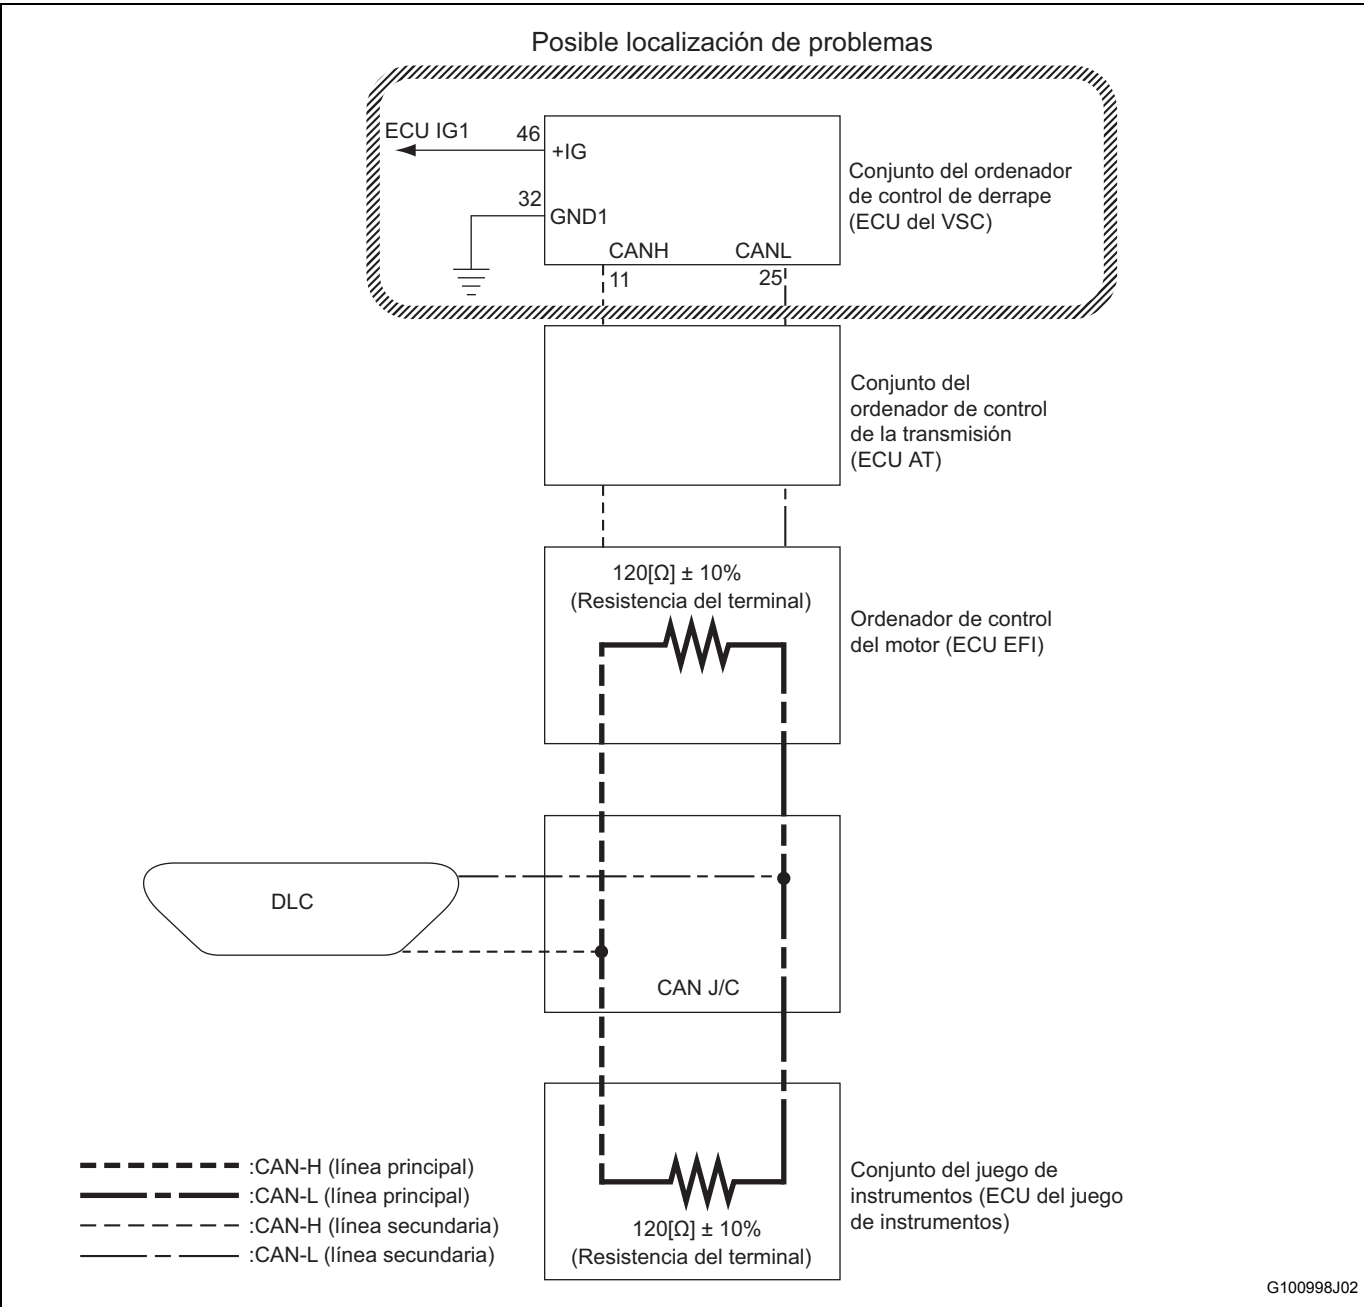 Posible localización de problemas
ECU IG1
46
+IG
32
GND1
CANH
CANL
11
25
Conjunto del ordenador
de control de derrape
(ECU del VSC)
Conjunto del
ordenador de control
de la transmisión
(ECU AT)
120[Ω] ± 10%
(Resistencia del terminal)
Ordenador de control
del motor (ECU EFI)
DLC
CAN J/C
:CAN-H (línea principal)
:CAN-L (línea principal)
:CAN-H (línea secundaria)
:CAN-L (línea secundaria)
120[Ω] ± 10%
(Resistencia del terminal)
Conjunto del juego de
instrumentos (ECU del juego
de instrumentos)
G100998J02